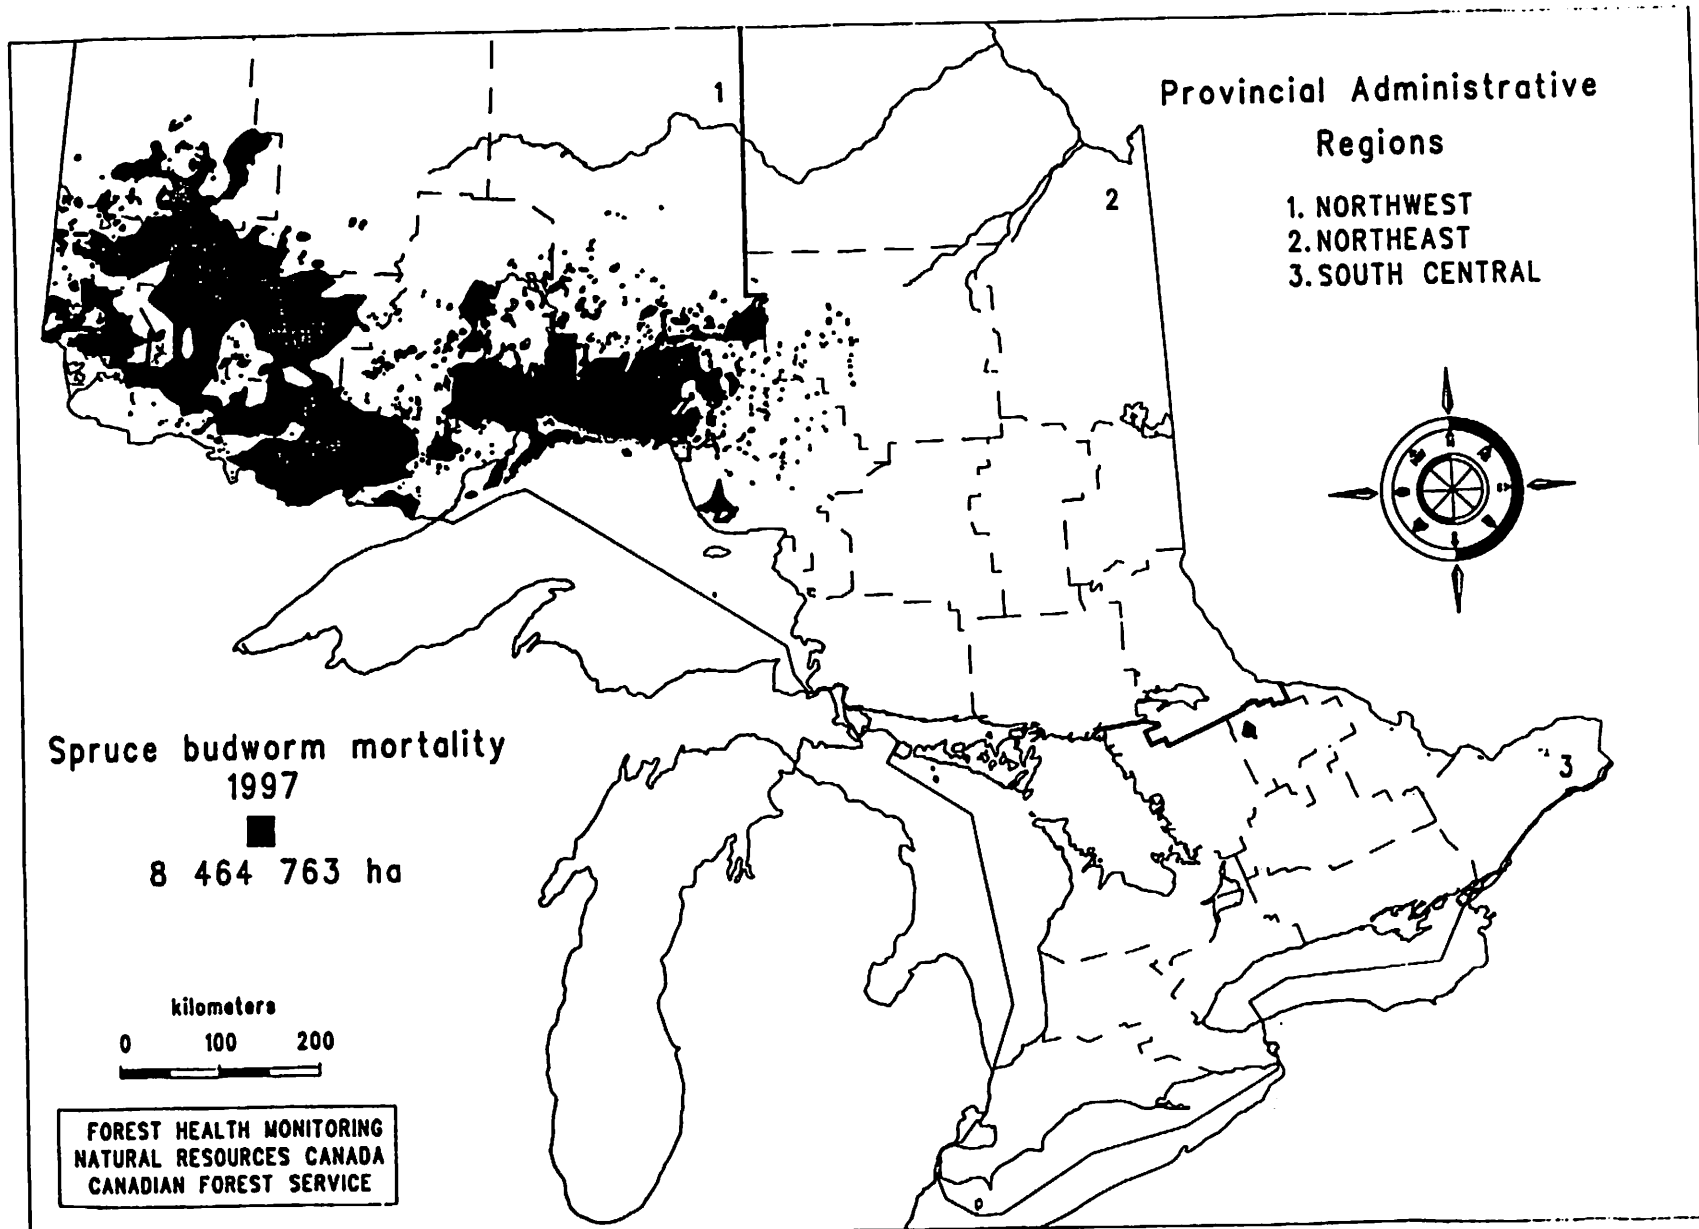 Provincial Administrative
Regions
1. NORTHWEST
2. NORTHEAST
3. SOUTH CENTRAL
1
2
3
Spruce budworm mortality
1997
8 464 763 ha
kilometers
0 100 200
FOREST HEALTH MONITORING
NATURAL RESOURCES CANADA
CANADIAN FOREST SERVICE